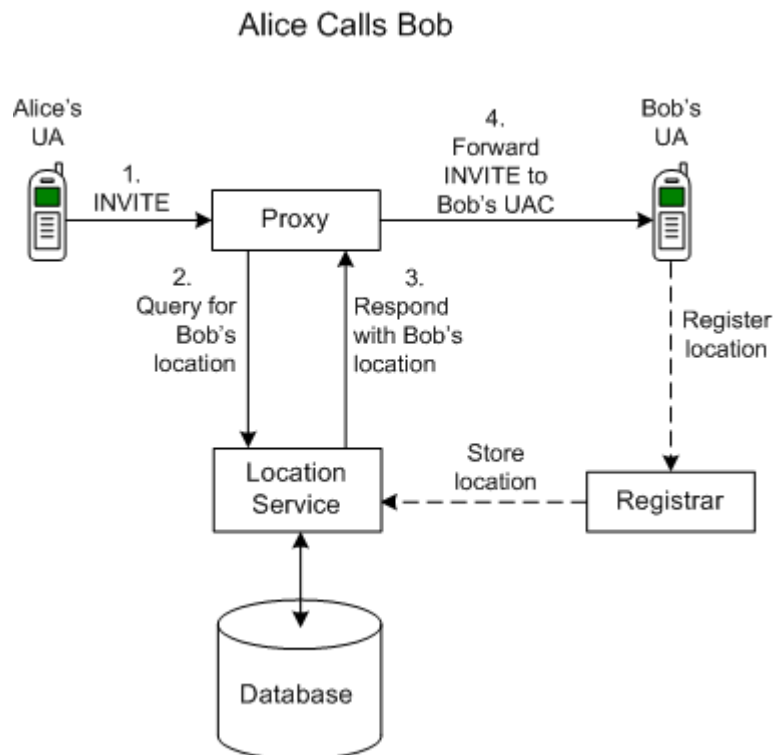 Alice Calls Bob
Alice's
UA
Bob's
UA
1.
INVITE
Proxy
4.
Forward
INVITE to
Bob's UAC
2.
Query for
Bob's
location
3.
Respond
with Bob's
location
Register
location
Location
Service
Store
location
Registrar
Database